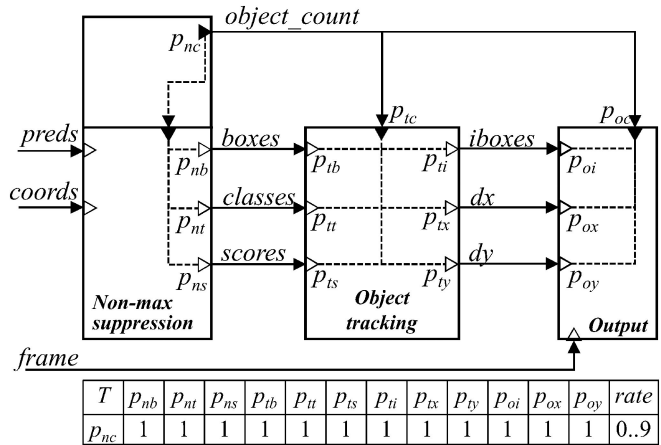 object_count
p_nc
p_tc p_oc
preds boxes iboxes
p_nb p_tb p_ti p_oi
coords classes dx
p_nt p_tt p_tx p_ox
scores dy
p_ns p_ts p_ty p_oy
Non-max suppression
Object tracking
Output
frame
T p_nb p_nt p_ns p_tb p_tt p_ts p_ti p_tx p_ty p_oi p_ox p_oy rate
p_nc 1 1 1 1 1 1 1 1 1 1 1 1 0..9